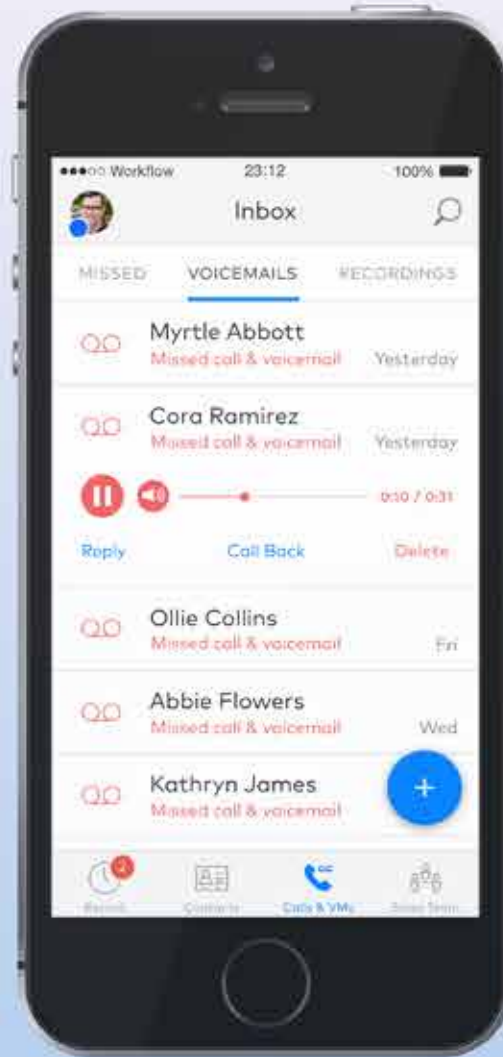 Workflow 23:12 100%
Inbox
MISSED VOICEMAILS RECORDINGS
Myrtle Abbott
Missed call & voicemail Yesterday
Cora Ramirez
Missed call & voicemail Yesterday
0:10 / 0:31
Reply Call Back Delete
Ollie Collins
Missed call & voicemail Fri
Abbie Flowers
Missed call & voicemail Wed
Kathryn James
Missed call & voicemail
+
2
Recent Contacts Calls & VMs